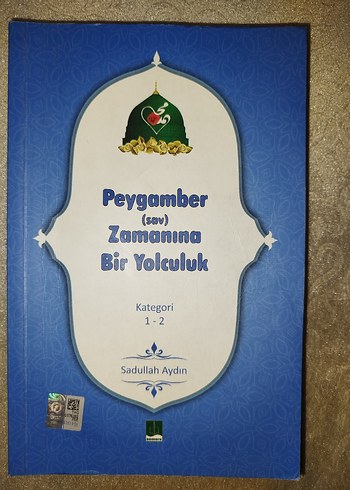 Peygamber
(sav)
Zamanına
Bir Yolculuk
Kategori
1 - 2
Sadullah Aydın